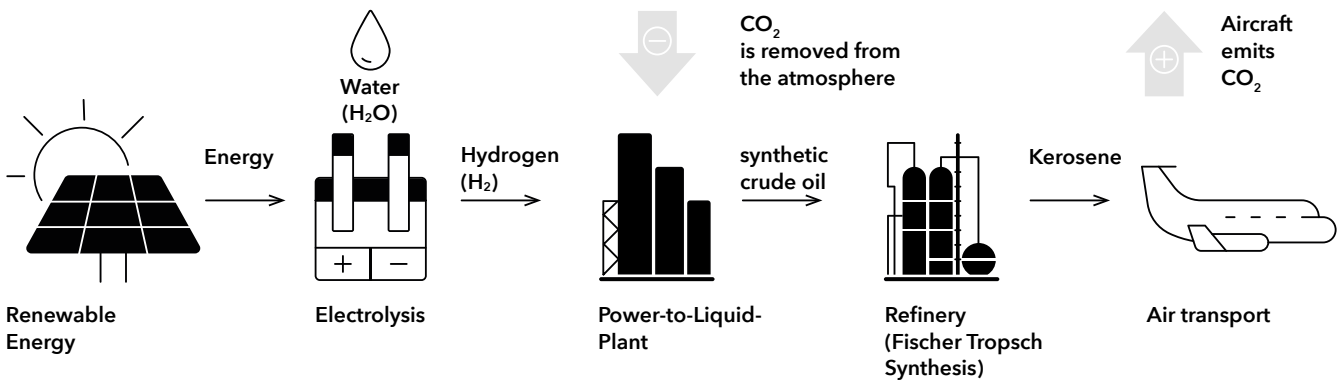 Water
(H₂O)
CO₂
is removed from
the atmosphere
Aircraft
emits
CO₂
Energy
Hydrogen
(H₂)
synthetic
crude oil
Kerosene
+
−
Renewable
Energy
Electrolysis
Power-to-Liquid-
Plant
Refinery
(Fischer Tropsch
Synthesis)
Air transport